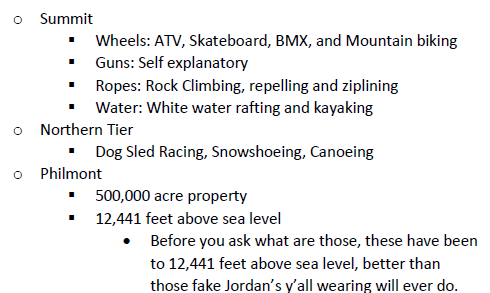 o Summit
▪ Wheels: ATV, Skateboard, BMX, and Mountain biking
▪ Guns: Self explanatory
▪ Ropes: Rock Climbing, repelling and ziplining
▪ Water: White water rafting and kayaking
o Northern Tier
▪ Dog Sled Racing, Snowshoeing, Canoeing
o Philmont
▪ 500,000 acre property
▪ 12,441 feet above sea level
• Before you ask what are those, these have been
to 12,441 feet above sea level, better than
those fake Jordan’s y’all wearing will ever do.